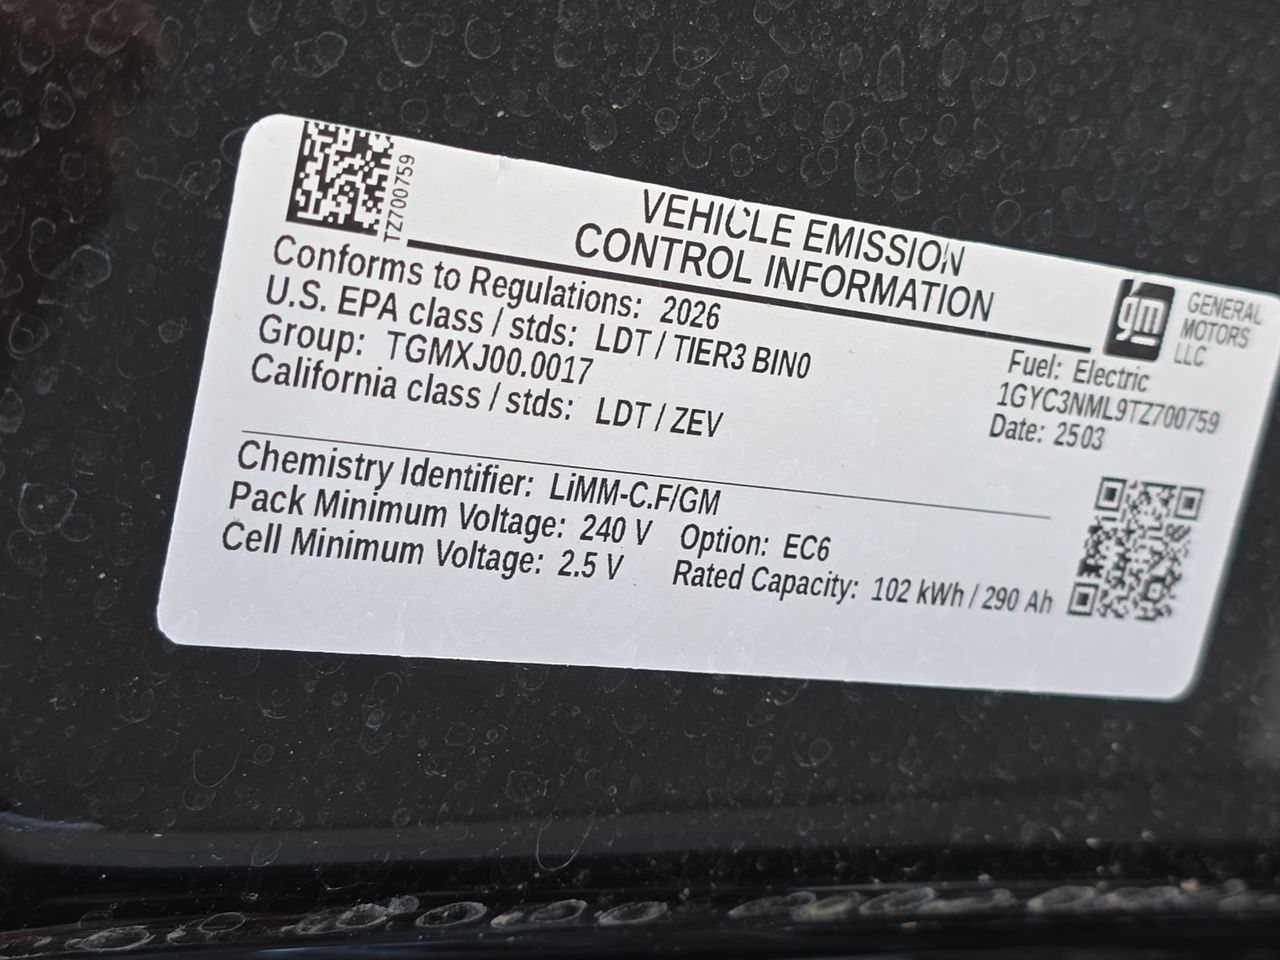 TZ700759
VEHICLE EMISSION
CONTROL INFORMATION
gm
GENERAL
MOTORS
LLC
Conforms to Regulations: 2026
U.S. EPA class / stds: LDT / TIER3 BIN0
Group: TGMXJ00.0017
California class / stds: LDT / ZEV
Fuel: Electric
1GYC3NML9TZ700759
Date: 2503
Chemistry Identifier: LiMM-C.F/GM
Pack Minimum Voltage: 240 V Option: EC6
Cell Minimum Voltage: 2.5 V Rated Capacity: 102 kWh / 290 Ah